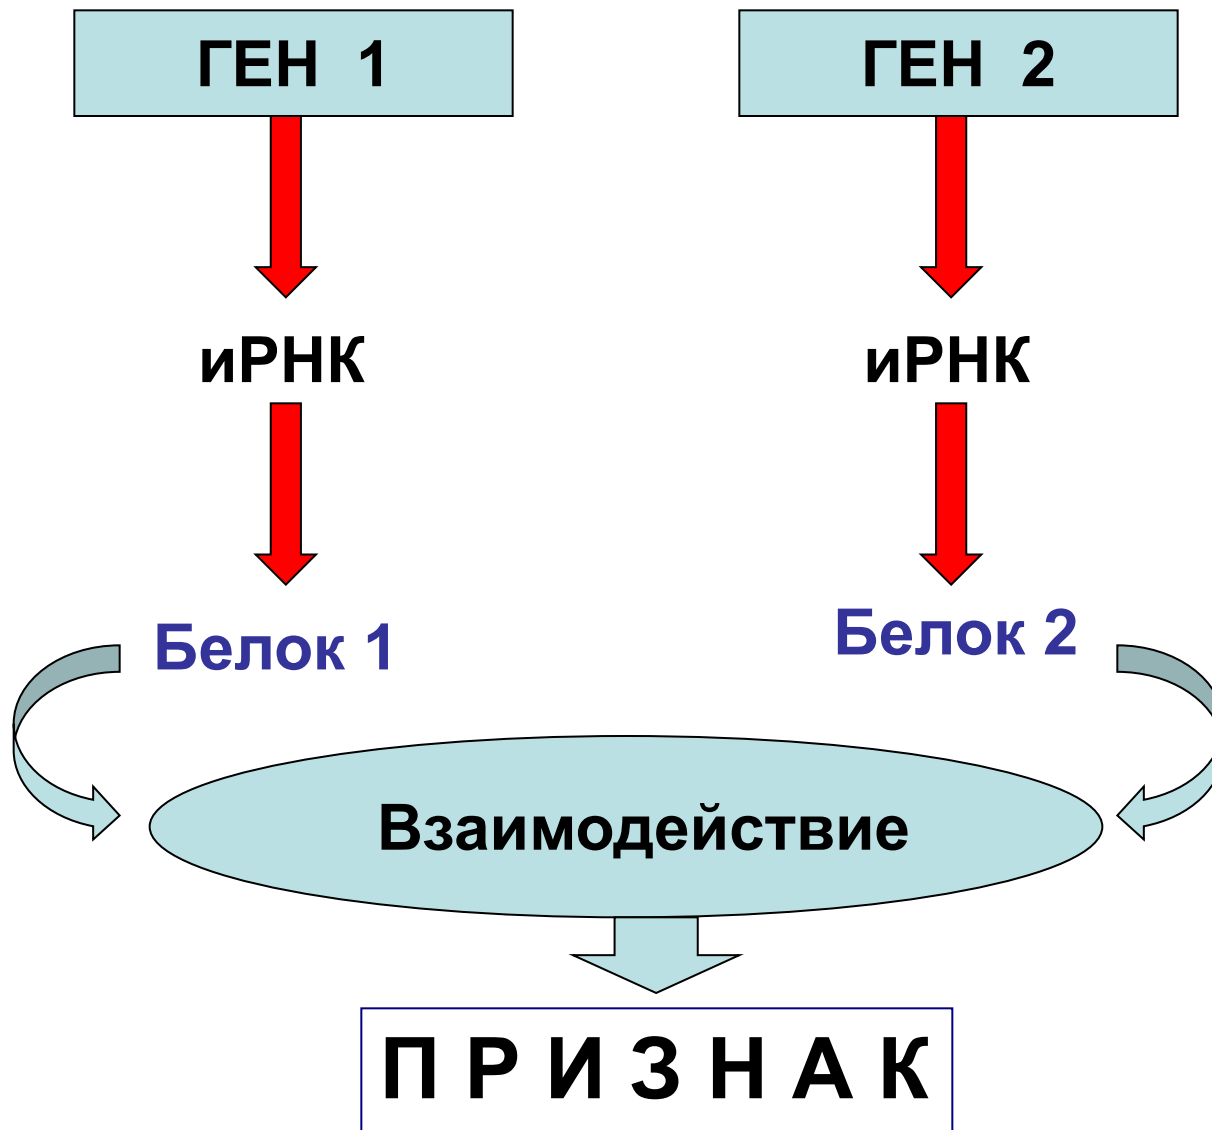 ГЕН 1
ГЕН 2
иРНК
иРНК
Белок 1
Белок 2
Взаимодействие
П Р И З Н А К